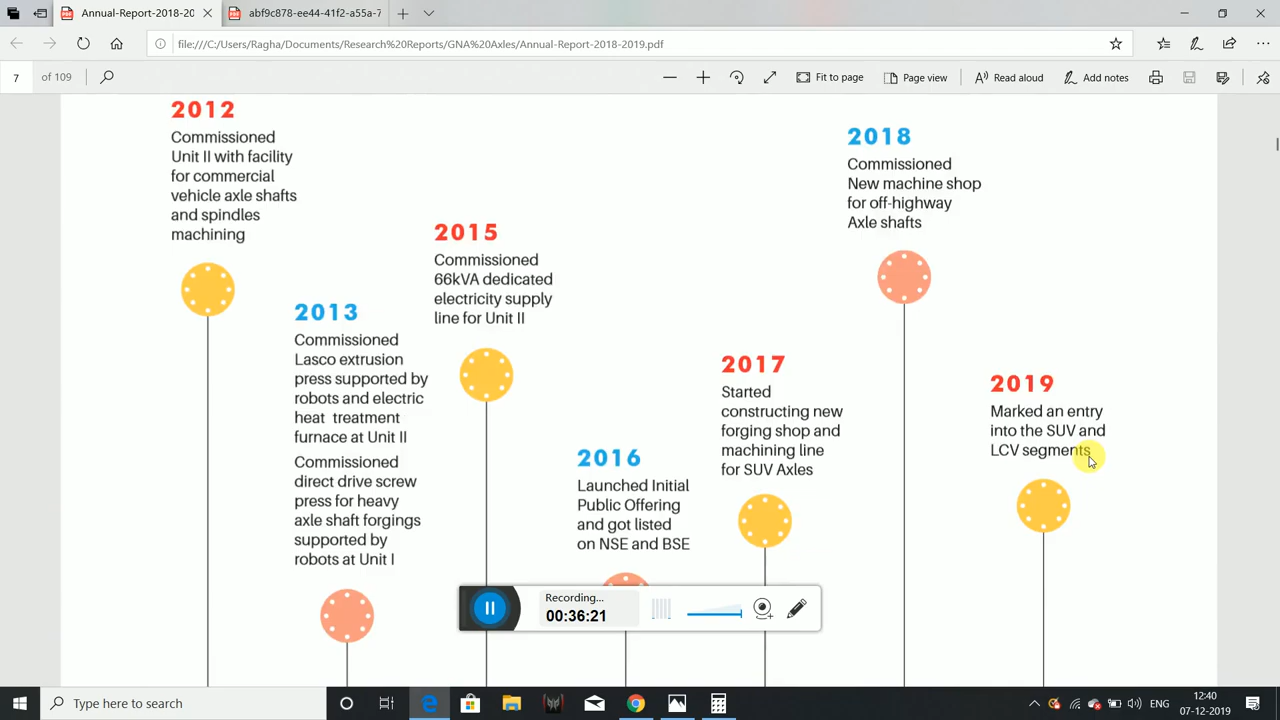 Annual-Report-2018-20
abf9c878-ee44-41f2-a55a-7
file:///C:/Users/Ragha/Documents/Research%20Reports/GNA%20Axles/Annual-Report-2018-2019.pdf
7 of 109
Fit to page
Page view
Read aloud
Add notes
2012
Commissioned
Unit II with facility
for commercial
vehicle axle shafts
and spindles
machining
2013
Commissioned
Lasco extrusion
press supported by
robots and electric
heat treatment
furnace at Unit II
Commissioned
direct drive screw
press for heavy
axle shaft forgings
supported by
robots at Unit I
2015
Commissioned
66kVA dedicated
electricity supply
line for Unit II
2016
Launched Initial
Public Offering
and got listed
on NSE and BSE
2017
Started
constructing new
forging shop and
machining line
for SUV Axles
2018
Commissioned
New machine shop
for off-highway
Axle shafts
2019
Marked an entry
into the SUV and
LCV segments
Recording...
00:36:21
Type here to search
ENG
12:40
07-12-2019